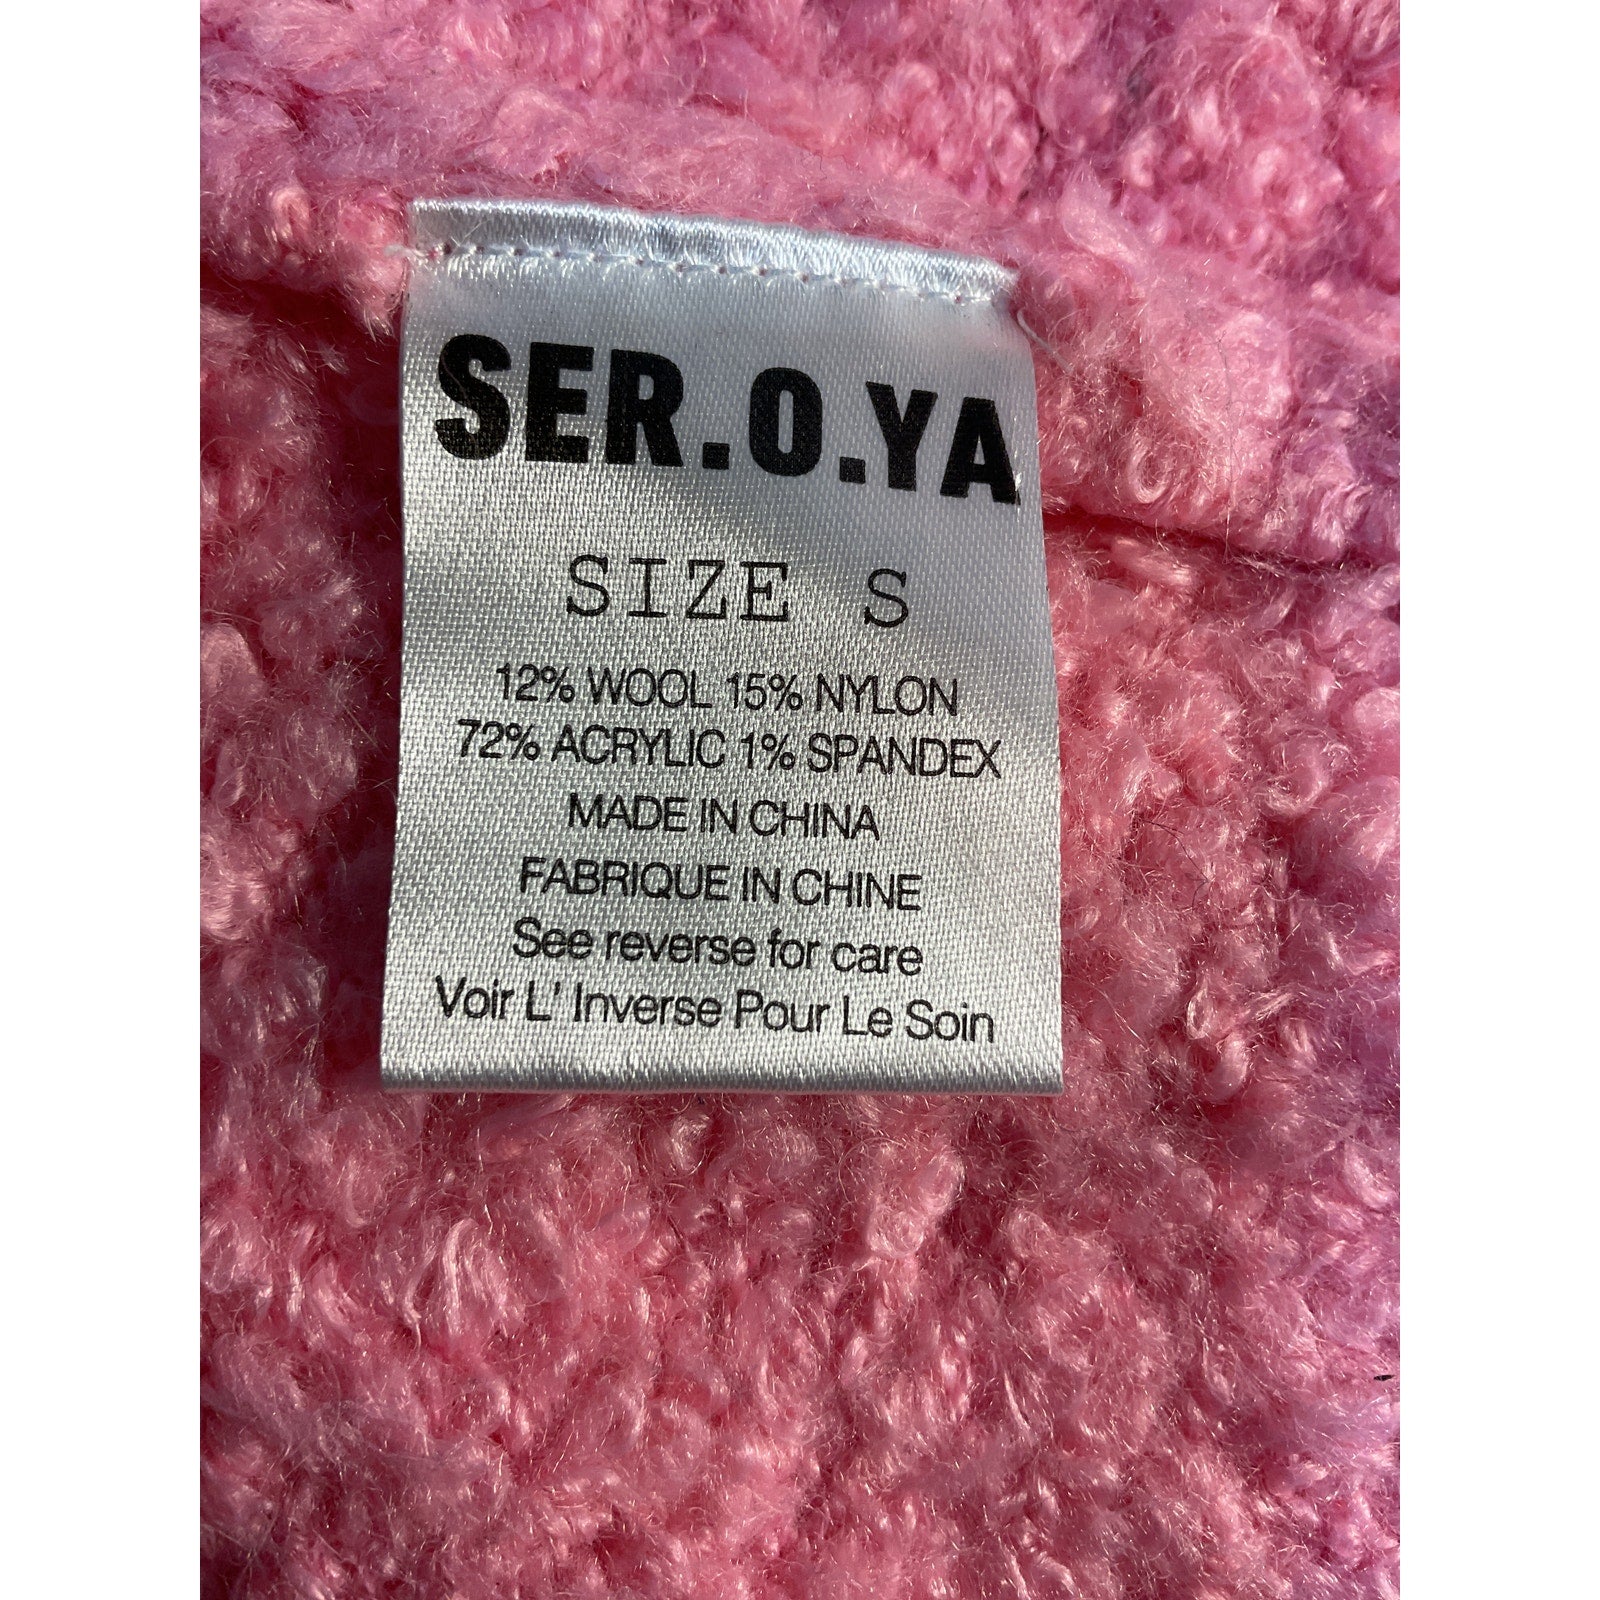 SER.O.YA
SIZE S
12% WOOL 15% NYLON
72% ACRYLIC 1% SPANDEX
MADE IN CHINA
FABRIQUE IN CHINE
See reverse for care
Voir L' Inverse Pour Le Soin